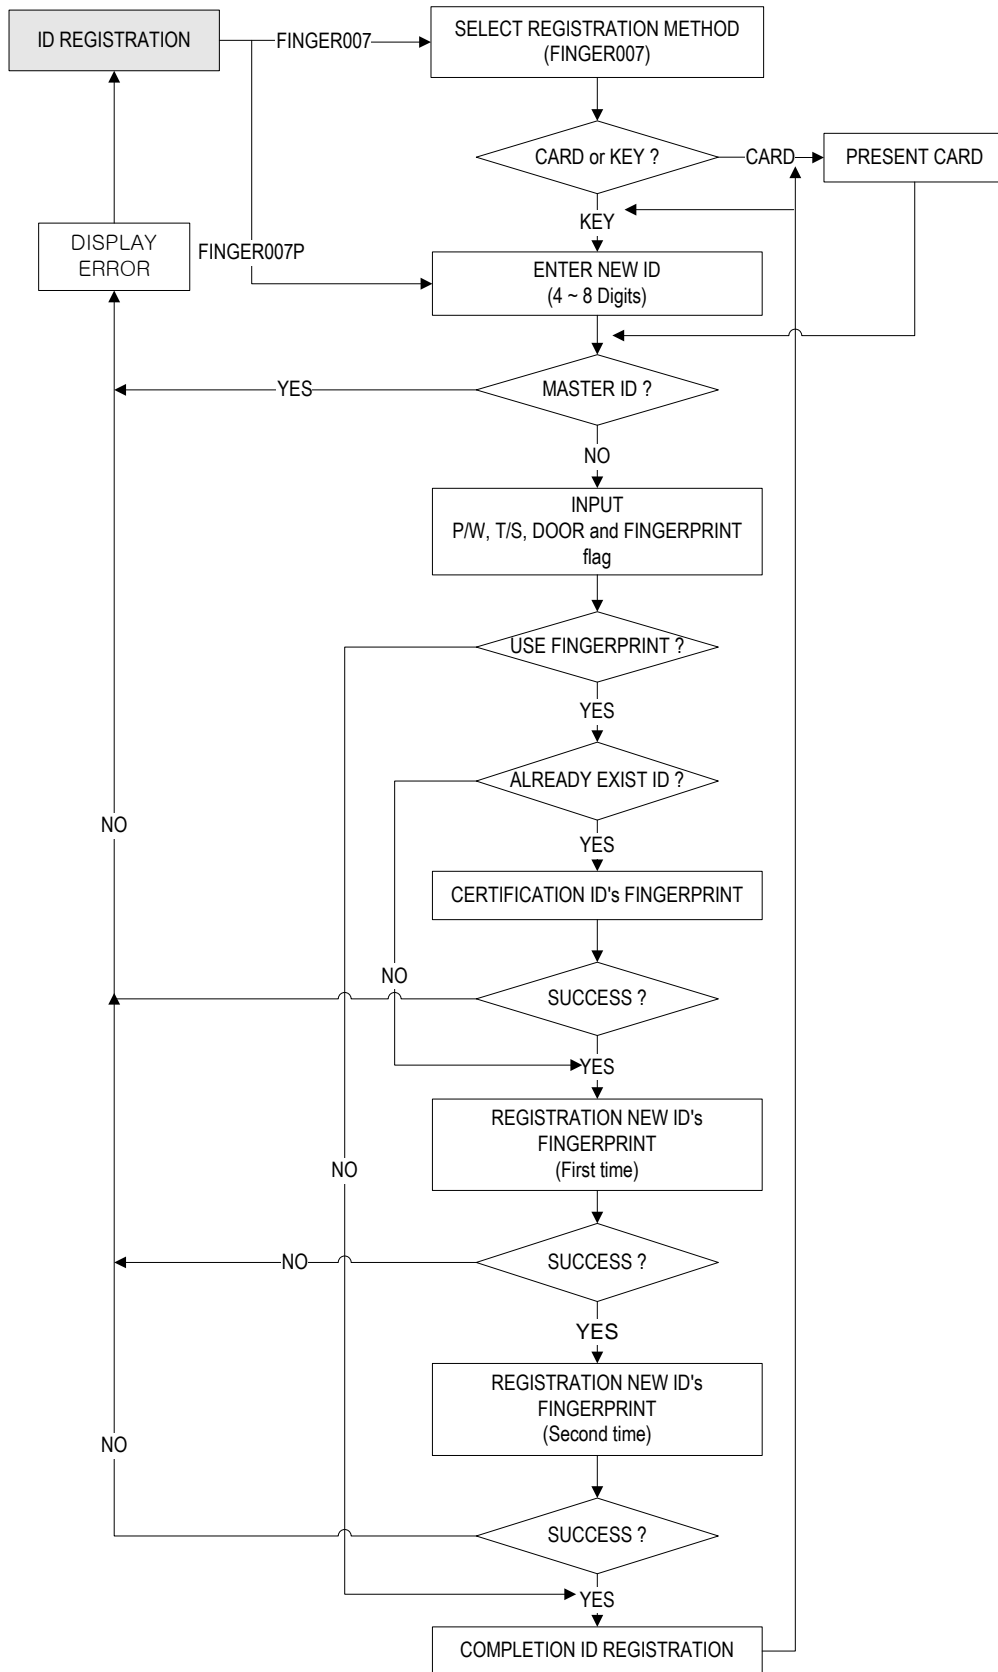 ID REGISTRATION
FINGER007
SELECT REGISTRATION METHOD
(FINGER007)
CARD or KEY ?
CARD
PRESENT CARD
KEY
DISPLAY
ERROR
FINGER007P
ENTER NEW ID
(4 ~ 8 Digits)
YES
MASTER ID ?
NO
INPUT
P/W, T/S, DOOR and FINGERPRINT
flag
USE FINGERPRINT ?
YES
ALREADY EXIST ID ?
NO
YES
CERTIFICATION ID's FINGERPRINT
NO
SUCCESS ?
YES
REGISTRATION NEW ID's
FINGERPRINT
(First time)
NO
NO
SUCCESS ?
YES
REGISTRATION NEW ID's
FINGERPRINT
(Second time)
NO
SUCCESS ?
YES
COMPLETION ID REGISTRATION